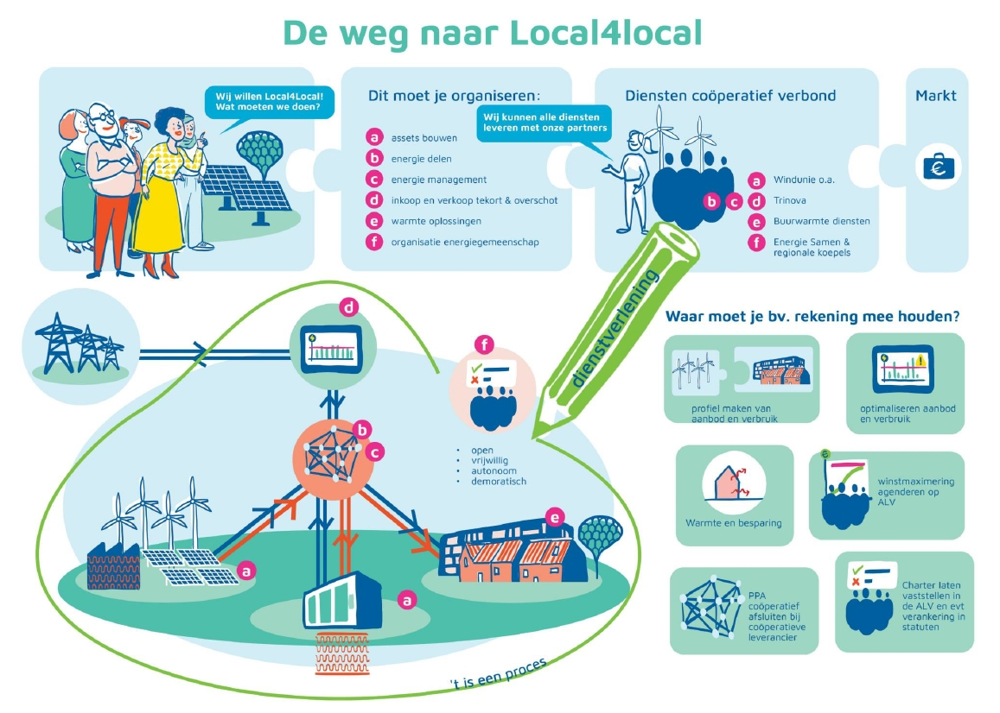 De weg naar Local4local
Wij willen Local4Local!
Wat moeten we doen?
Dit moet je organiseren:
a assets bouwen
b energie delen
c energie management
d inkoop en verkoop tekort & overschot
e warmte oplossingen
f organisatie energiegemeenschap
Wij kunnen alle diensten
leveren met onze partners
Diensten coöperatief verbond
a Windunie o.a.
b c d Trinova
e Buurwarmte diensten
f Energie Samen &
regionale koepels
Markt
€
dienstverlening
d
f
• open
• vrijwillig
• autonoom
• demoratisch
b
c
a
e
a
't is een proces
Waar moet je bv. rekening mee houden?
profiel maken van
aanbod en verbruik
optimaliseren aanbod
en verbruik
Warmte en besparing
winstmaximering
agenderen op
ALV
PPA
coöperatief
afsluiten bij
coöperatieve
leverancier
Charter laten
vaststellen in
de ALV en evt
verankering in
statuten